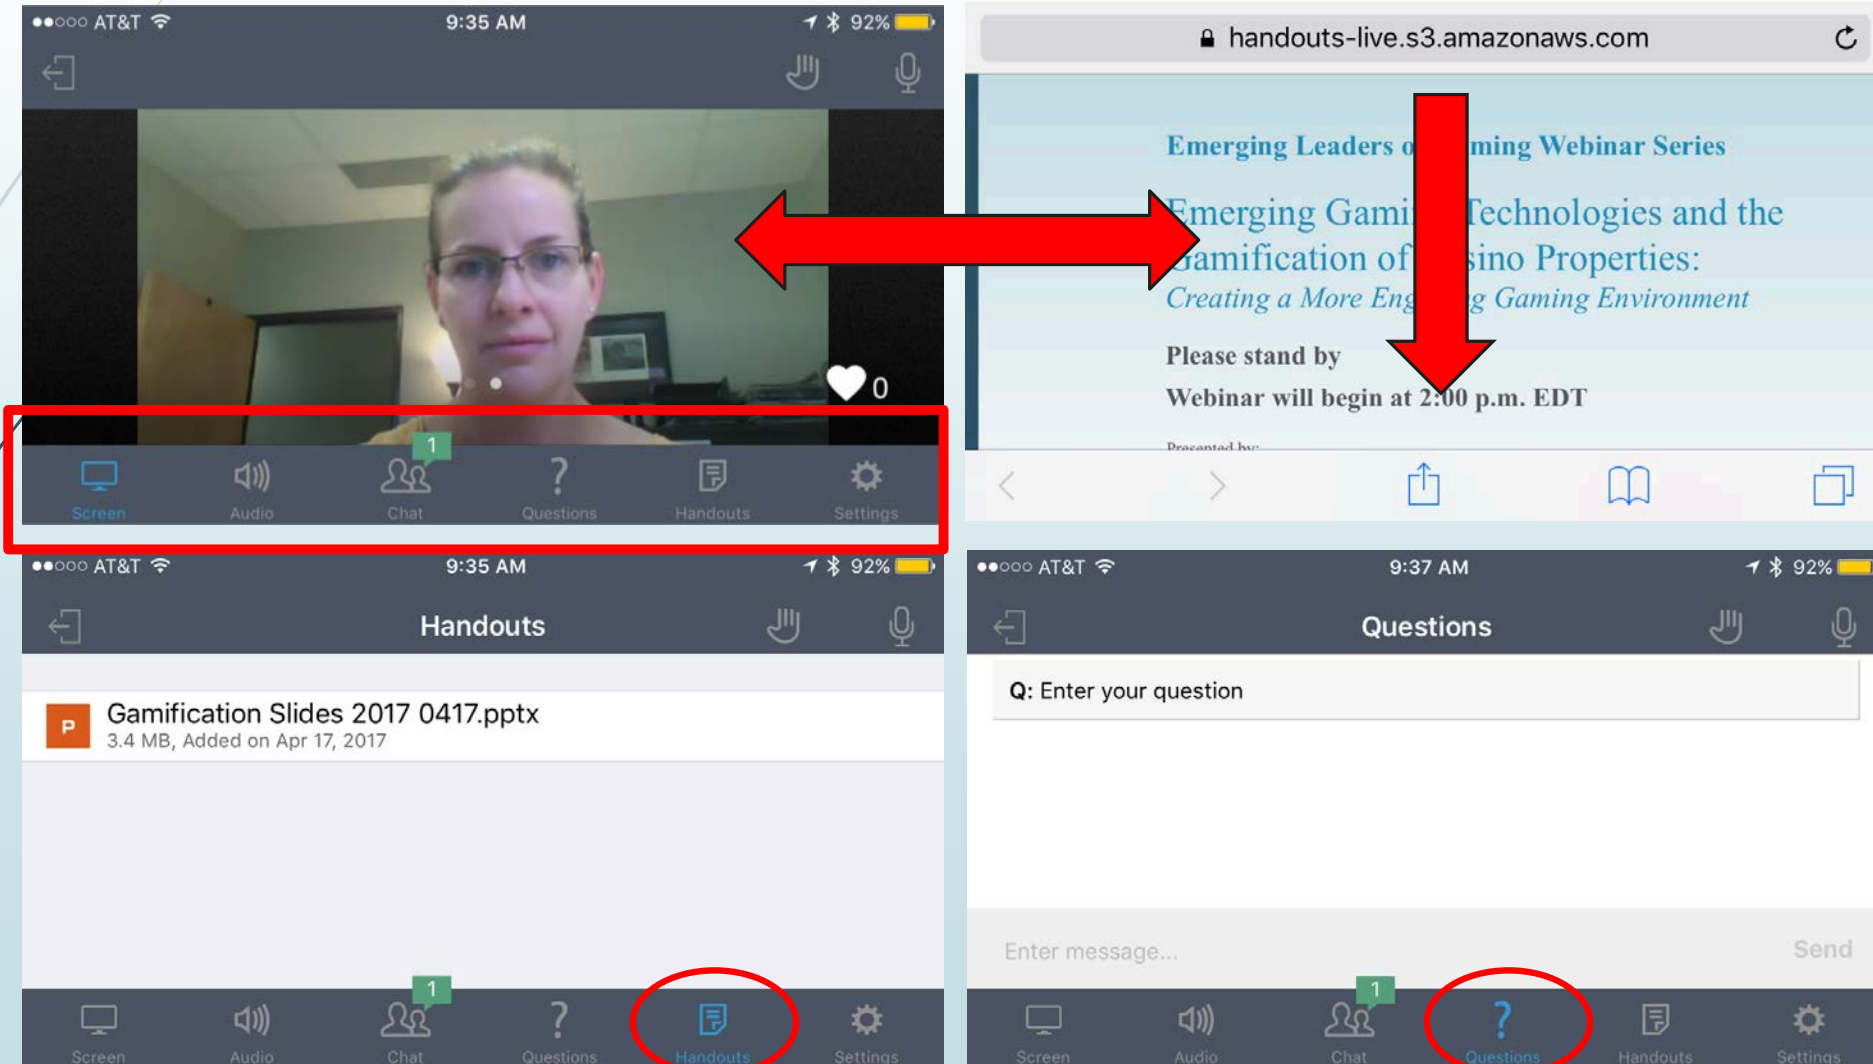 AT&T
9:35 AM
92%
0
1
Screen
Audio
Chat
Questions
Handouts
Settings
handouts-live.s3.amazonaws.com
Emerging Leaders o ming Webinar Series
Emerging Gami Technologies and the
Gamification of sino Properties:
Creating a More Eng g Gaming Environment
Please stand by
Webinar will begin at 2:00 p.m. EDT
Presented by:
AT&T
9:35 AM
92%
Handouts
P
Gamification Slides 2017 0417.pptx
3.4 MB, Added on Apr 17, 2017
1
Screen
Audio
Chat
Questions
Handouts
Settings
AT&T
9:37 AM
92%
Questions
Q: Enter your question
Enter message...
Send
1
Screen
Audio
Chat
Questions
Handouts
Settings